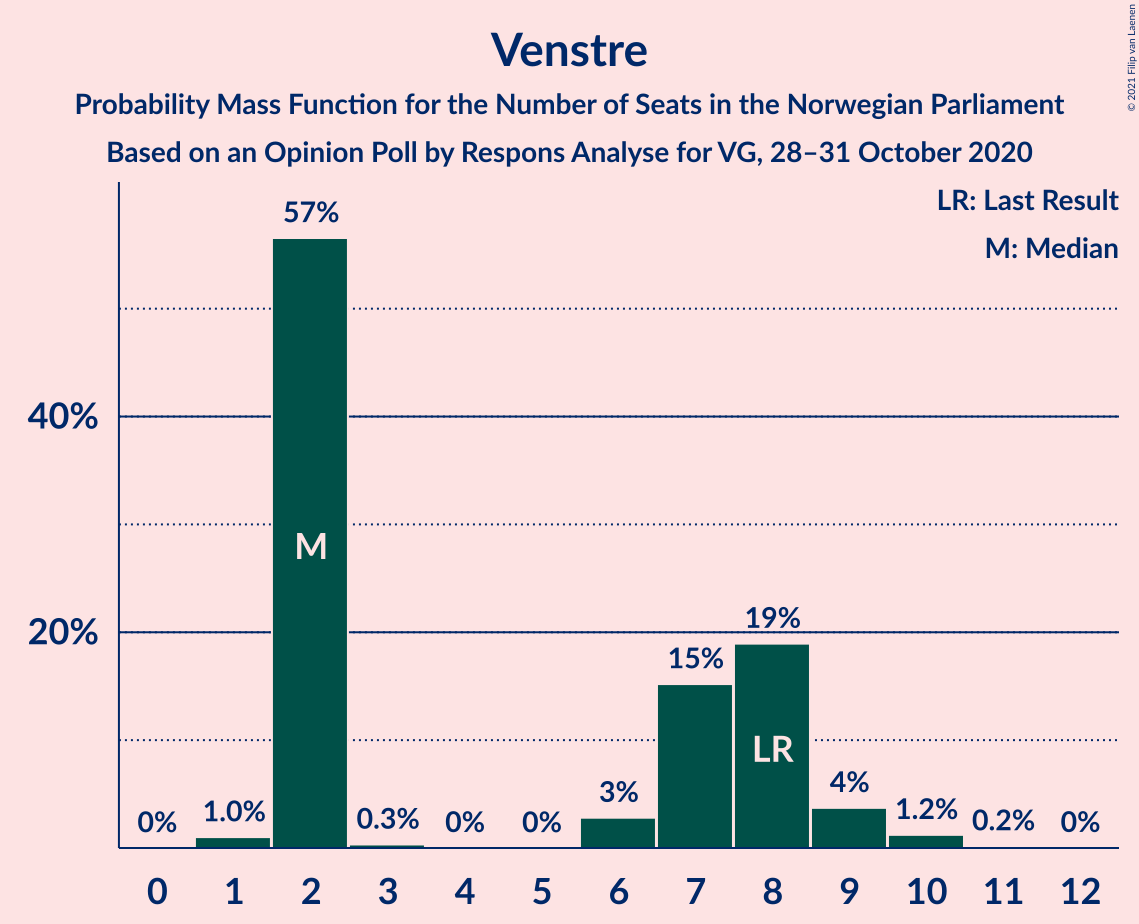 Venstre
Probability Mass Function for the Number of Seats in the Norwegian Parliament
Based on an Opinion Poll by Respons Analyse for VG, 28–31 October 2020
© 2021 Filip van Laenen
LR: Last Result
M: Median
57%
40%
M
20%
19%
15%
LR
0%
1.0%
0.3%
0%
0%
3%
4%
1.2%
0.2%
0%
0 1 2 3 4 5 6 7 8 9 10 11 12